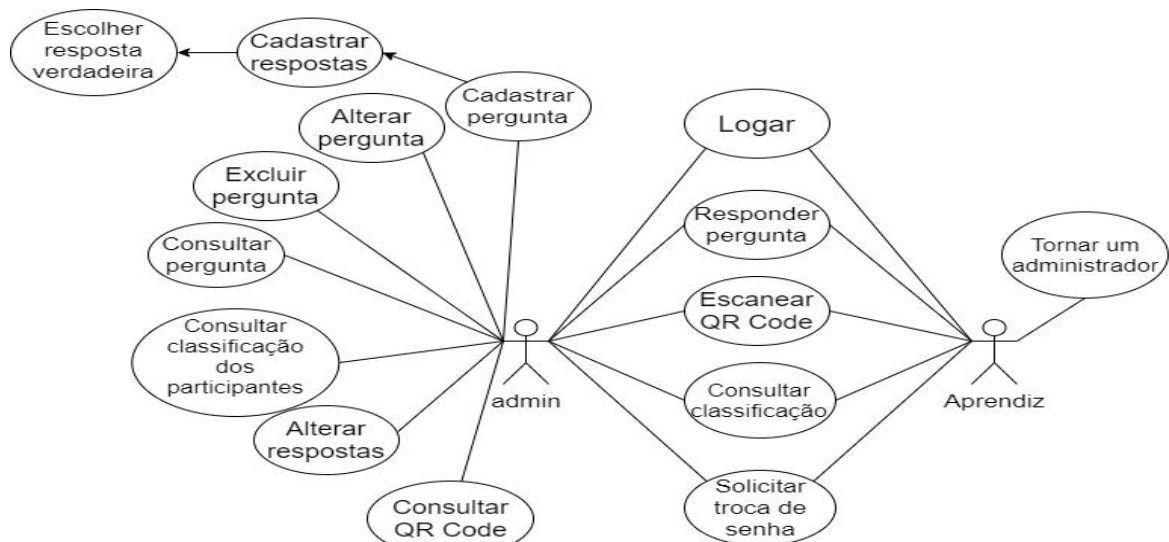 Escolher
resposta
verdadeira
Cadastrar
respostas
Cadastrar
pergunta
Alterar
pergunta
Excluir
pergunta
Consultar
pergunta
Consultar
classificação
dos
participantes
Alterar
respostas
Consultar
QR Code
admin
Logar
Responder
pergunta
Escanear
QR Code
Consultar
classificação
Solicitar
troca de
senha
Aprendiz
Tornar um
administrador